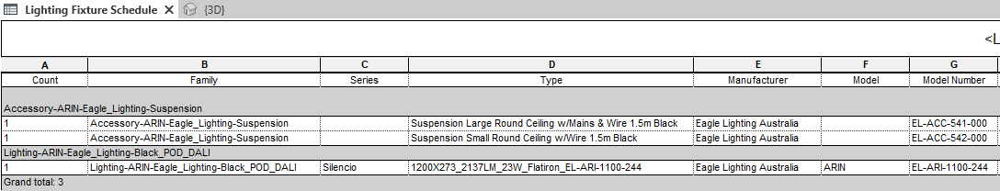 Lighting Fixture Schedule X {3D}
<L
A B C D E F G
Count Family Series Type Manufacturer Model Model Number
Accessory-ARIN-Eagle_Lighting-Suspension
1 Accessory-ARIN-Eagle_Lighting-Suspension Suspension Large Round Ceiling w/Mains & Wire 1.5m Black Eagle Lighting Australia EL-ACC-541-000
1 Accessory-ARIN-Eagle_Lighting-Suspension Suspension Small Round Ceiling w/Wire 1.5m Black Eagle Lighting Australia EL-ACC-542-000
Lighting-ARIN-Eagle_Lighting-Black_POD_DALI
1 Lighting-ARIN-Eagle_Lighting-Black_POD_DALI Silencio 1200X273_2137LM_23W_Flatiron_EL-ARI-1100-244 Eagle Lighting Australia ARIN EL-ARI-1100-244
Grand total: 3